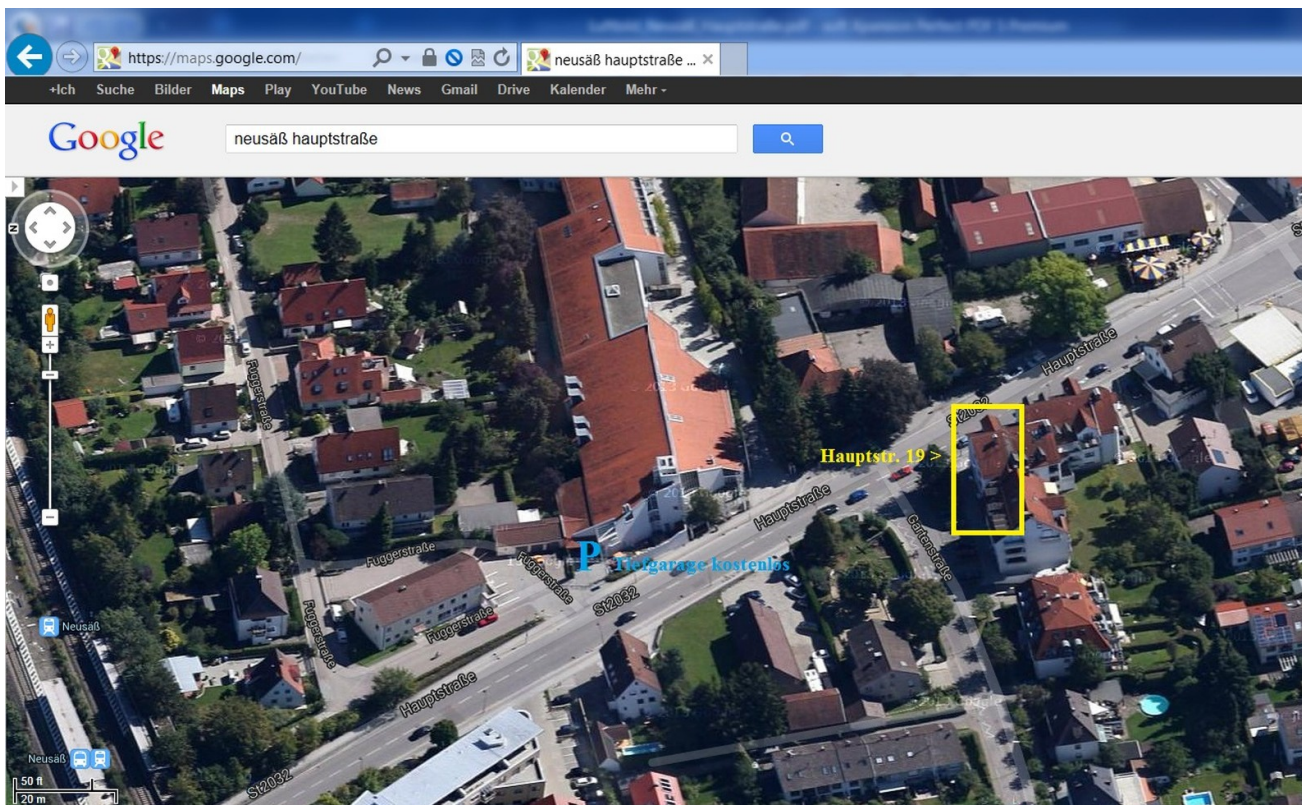 https://maps.google.com/
neusäß hauptstraße ...
+Ich Suche Bilder Maps Play YouTube News Gmail Drive Kalender Mehr
Google
neusäß hauptstraße
Hauptstraße
St2032
Hauptstr. 19 >
Fuggerstraße
Hauptstraße
Gartenstraße
Fuggerstraße
Fuggerstraße
P Tiefgarage kostenlos
St2032
Fuggerstraße
Fuggerstraße
Neusäß
Hauptstraße
Neusäß
St2032
50 ft
20 m